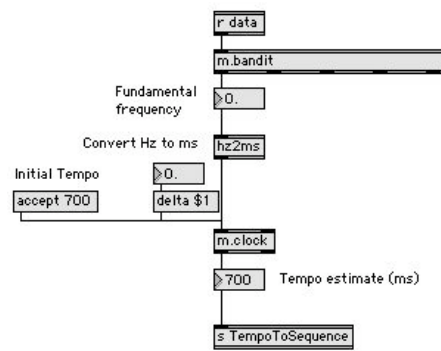 r data
m.bandit
Fundamental
frequency
0.
Convert Hz to ms
hz2ms
Initial Tempo
0.
accept 700
delta $1
m.clock
700
Tempo estimate (ms)
s TempoToSequence